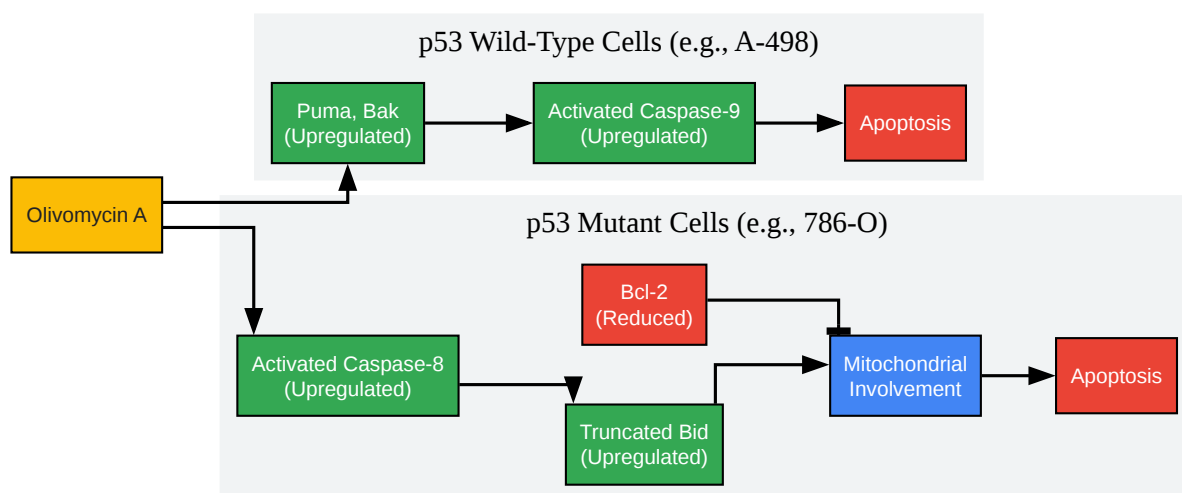 p53 Wild-Type Cells (e.g., A-498)
Puma, Bak
(Upregulated)
Activated Caspase-9
(Upregulated)
Apoptosis
Olivomycin A
p53 Mutant Cells (e.g., 786-O)
Bcl-2
(Reduced)
Activated Caspase-8
(Upregulated)
Truncated Bid
(Upregulated)
Mitochondrial
Involvement
Apoptosis